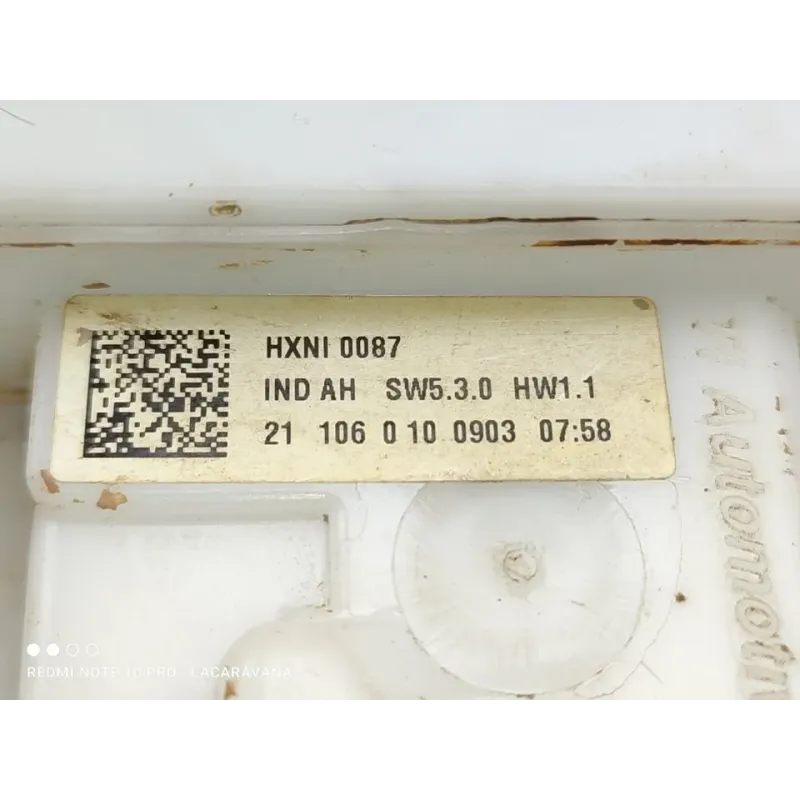 HXNI 0087
IND AH SW5.3.0 HW1.1
21 106 0 10 0903 07:58
TI Automotiv
REDMI NOTE 10 PRO - LACARAVANA